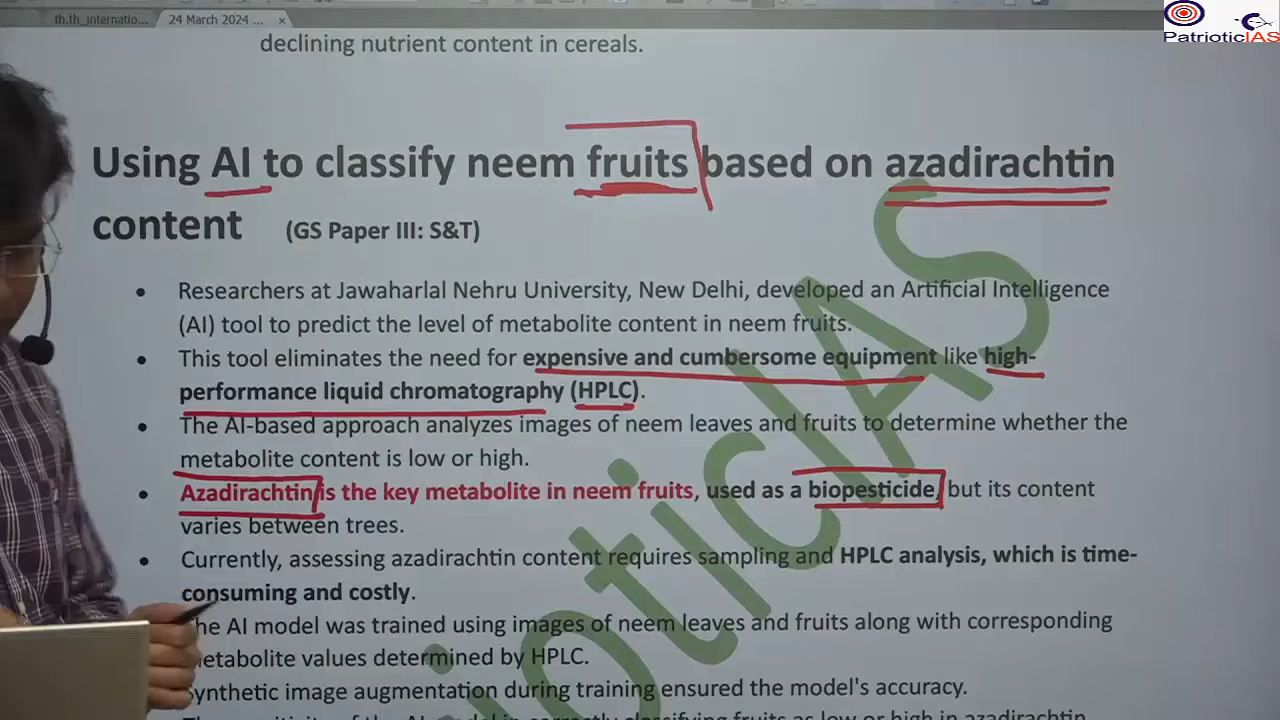 th.th_internatio...
24 March 2024 ...
PatrioticIAS
declining nutrient content in cereals.
Using AI to classify neem fruits based on azadirachtin
content (GS Paper III: S&T)
• Researchers at Jawaharlal Nehru University, New Delhi, developed an Artificial Intelligence
(AI) tool to predict the level of metabolite content in neem fruits.
• This tool eliminates the need for expensive and cumbersome equipment like high-
performance liquid chromatography (HPLC).
• The AI-based approach analyzes images of neem leaves and fruits to determine whether the
metabolite content is low or high.
• Azadirachtin is the key metabolite in neem fruits, used as a biopesticide, but its content
varies between trees.
• Currently, assessing azadirachtin content requires sampling and HPLC analysis, which is time-
consuming and costly.
The AI model was trained using images of neem leaves and fruits along with corresponding
metabolite values determined by HPLC.
Synthetic image augmentation during training ensured the model's accuracy.